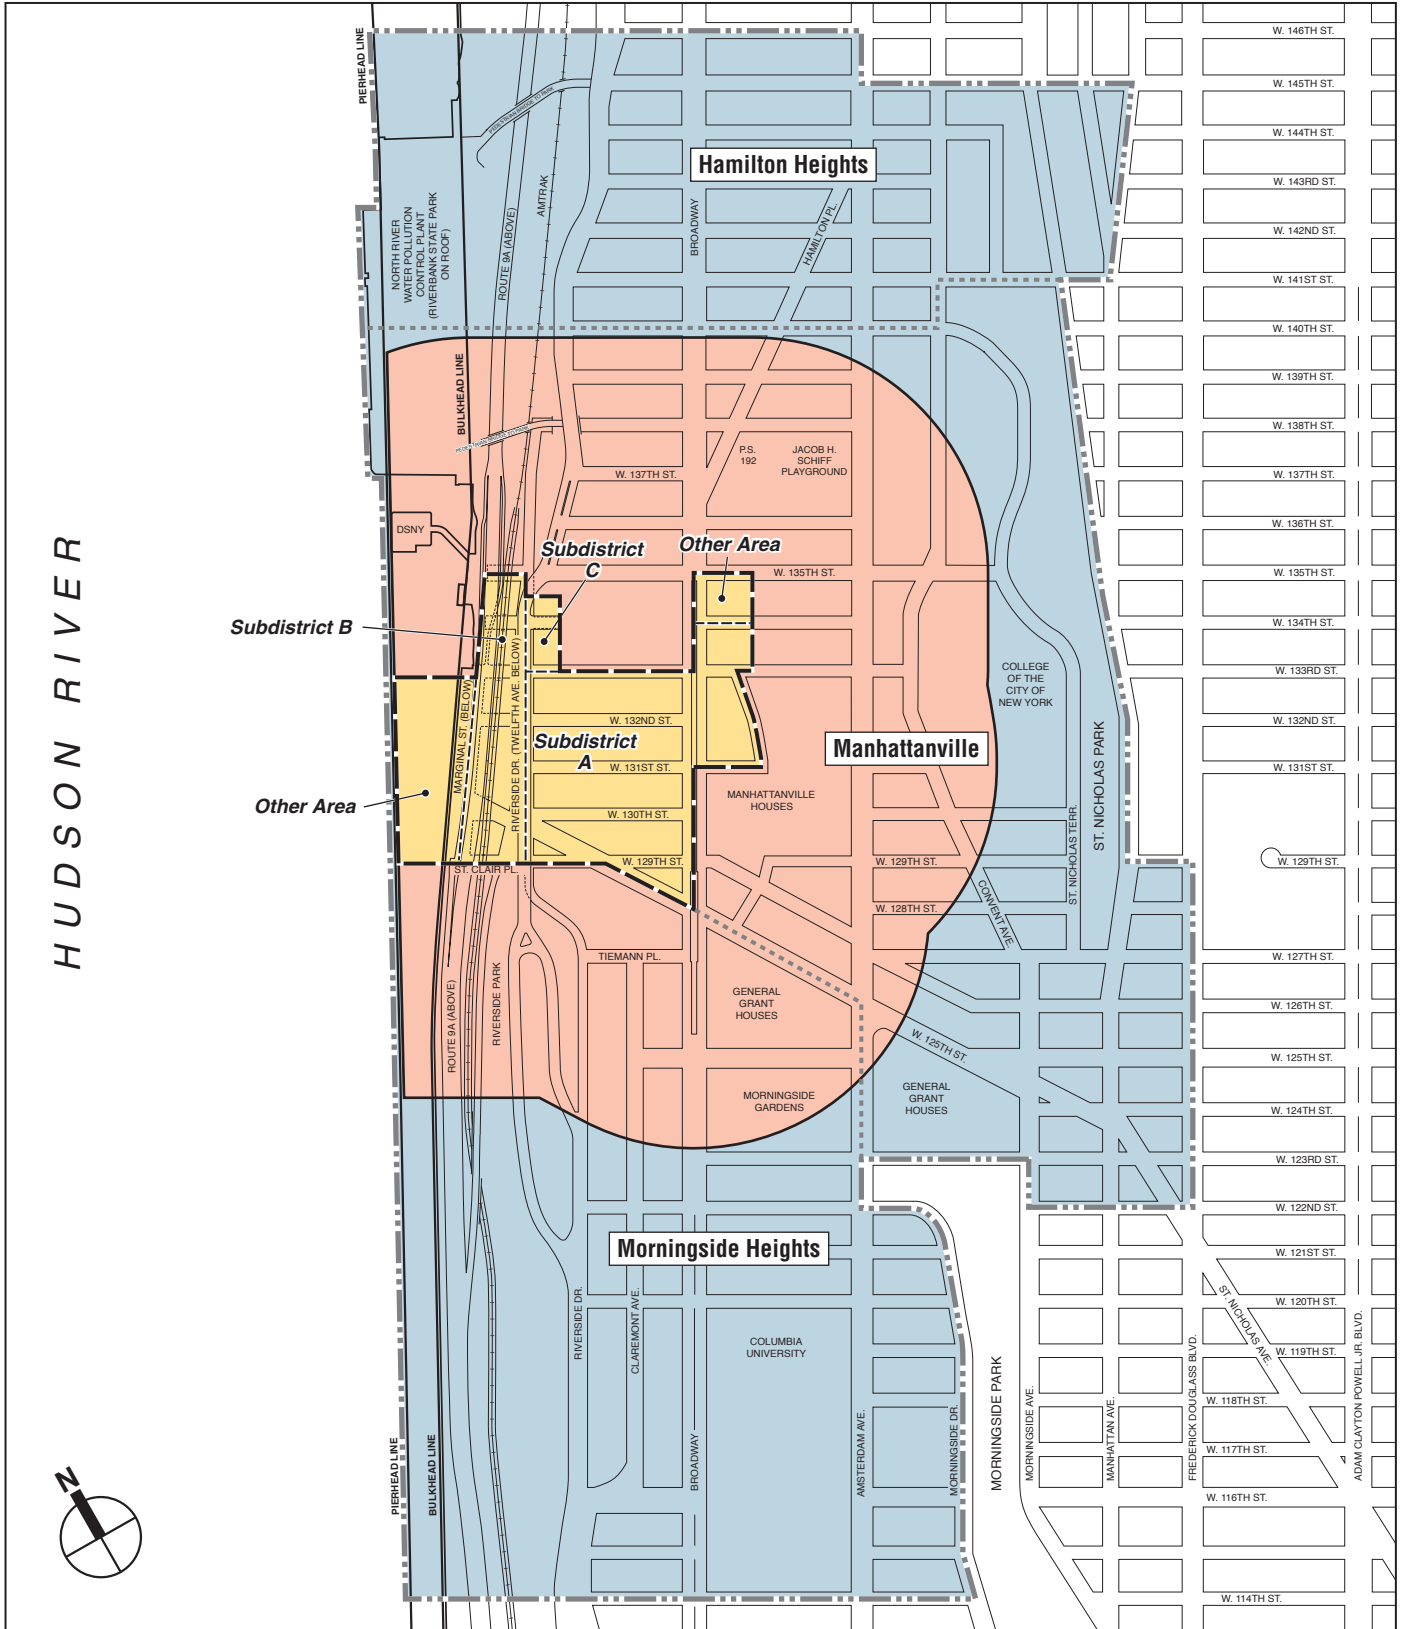 W. 146TH ST.
PIERHEAD LINE
W. 145TH ST.
PEDESTRIAN BRIDGE TO PARK
W. 144TH ST.
Hamilton Heights
W. 143RD ST.
AMTRAK
NORTH RIVER
WATER POLLUTION
CONTROL PLANT
(RIVERBANK STATE PARK
ON ROOF)
ROUTE 9A (ABOVE)
BROADWAY
HAMILTON PL.
W. 142ND ST.
W. 141ST ST.
W. 140TH ST.
BULKHEAD LINE
W. 139TH ST.
W. 138TH ST.
PEDESTRIAN BRIDGE TO PARK
P.S.
192
JACOB H.
SCHIFF
PLAYGROUND
W. 137TH ST.
W. 137TH ST.
DSNY
W. 136TH ST.
Subdistrict
C
Other Area
W. 135TH ST.
W. 135TH ST.
Subdistrict B
W. 134TH ST.
COLLEGE
OF THE
CITY OF
NEW YORK
W. 133RD ST.
MARGINAL ST. (BELOW)
RIVERSIDE DR. (TWELFTH AVE. BELOW)
W. 132ND ST.
W. 132ND ST.
HUDSON RIVER
Subdistrict
A
Manhattanville
ST. NICHOLAS PARK
W. 131ST ST.
W. 131ST ST.
Other Area
MANHATTANVILLE
HOUSES
W. 130TH ST.
ST. NICHOLAS TERR.
W. 129TH ST.
W. 129TH ST.
W. 129TH ST.
ST. CLAIR PL.
CONVENT AVE.
W. 128TH ST.
TIEMANN PL.
W. 127TH ST.
ROUTE 9A (ABOVE)
RIVERSIDE PARK
GENERAL
GRANT
HOUSES
W. 126TH ST.
W. 125TH ST.
W. 125TH ST.
MORNINGSIDE
GARDENS
GENERAL
GRANT
HOUSES
W. 124TH ST.
W. 123RD ST.
W. 122ND ST.
Morningside Heights
W. 121ST ST.
RIVERSIDE DR.
CLAREMONT AVE.
W. 120TH ST.
ST. NICHOLAS AVE.
COLUMBIA
UNIVERSITY
W. 119TH ST.
MORNINGSIDE PARK
FREDERICK DOUGLASS BLVD.
ADAM CLAYTON POWELL JR. BLVD.
W. 118TH ST.
PIERHEAD LINE
BULKHEAD LINE
BROADWAY
AMSTERDAM AVE.
MORNINGSIDE DR.
MORNINGSIDE AVE.
MANHATTAN AVE.
W. 117TH ST.
N
W. 116TH ST.
W. 114TH ST.